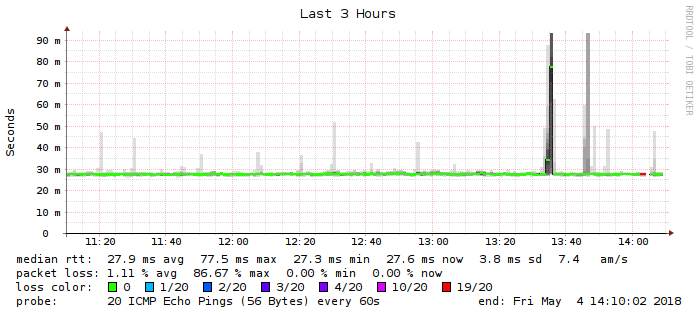 Last 3 Hours
RRDTOOL / TOBI OETIKER
Seconds
90 m
80 m
70 m
60 m
50 m
40 m
30 m
20 m
10 m
0
11:20 11:40 12:00 12:20 12:40 13:00 13:20 13:40 14:00
median rtt: 27.9 ms avg 77.5 ms max 27.3 ms min 27.6 ms now 3.8 ms sd 7.4 am/s
packet loss: 1.11 % avg 86.67 % max 0.00 % min 0.00 % now
loss color: 0 1/20 2/20 3/20 4/20 10/20 19/20
probe: 20 ICMP Echo Pings (56 Bytes) every 60s end: Fri May 4 14:10:02 2018